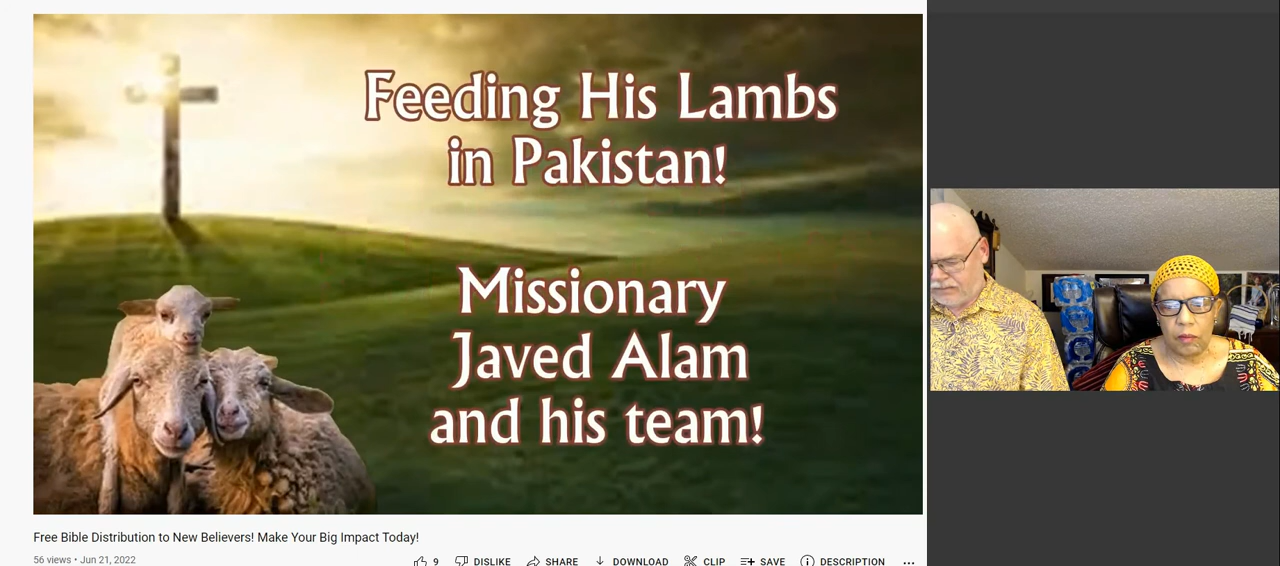 Feeding His Lambs
in Pakistan!
Missionary
Javed Alam
and his team!
Free Bible Distribution to New Believers! Make Your Big Impact Today!
56 views • Jun 21, 2022
9 DISLIKE SHARE DOWNLOAD CLIP SAVE DESCRIPTION